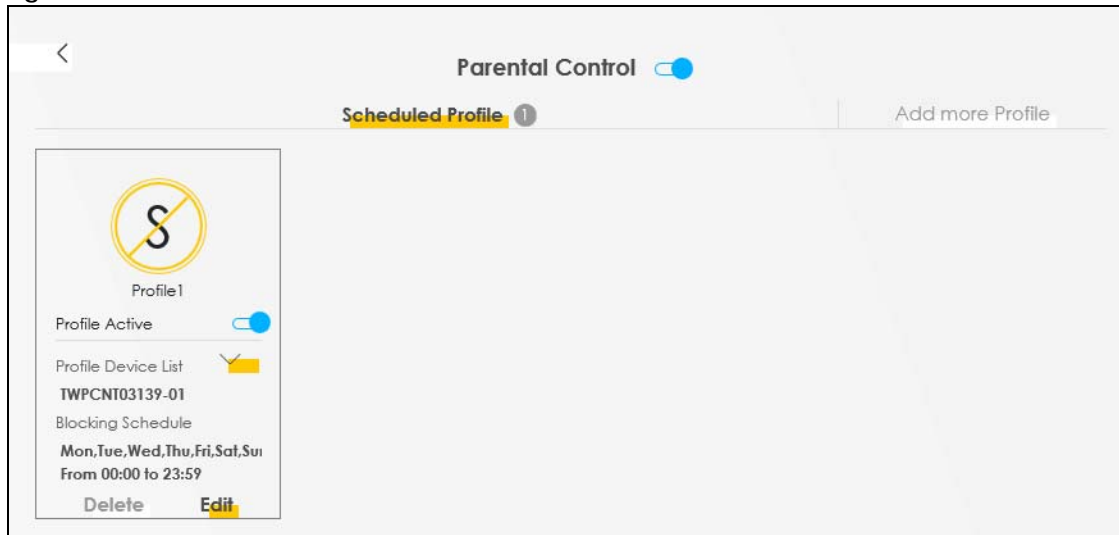 Parental Control
Scheduled Profile 1
Add more Profile
S
Profile1
Profile Active
Profile Device List
TWPCNT03139-01
Blocking Schedule
Mon,Tue,Wed,Thu,Fri,Sat,Su
From 00:00 to 23:59
Delete Edit